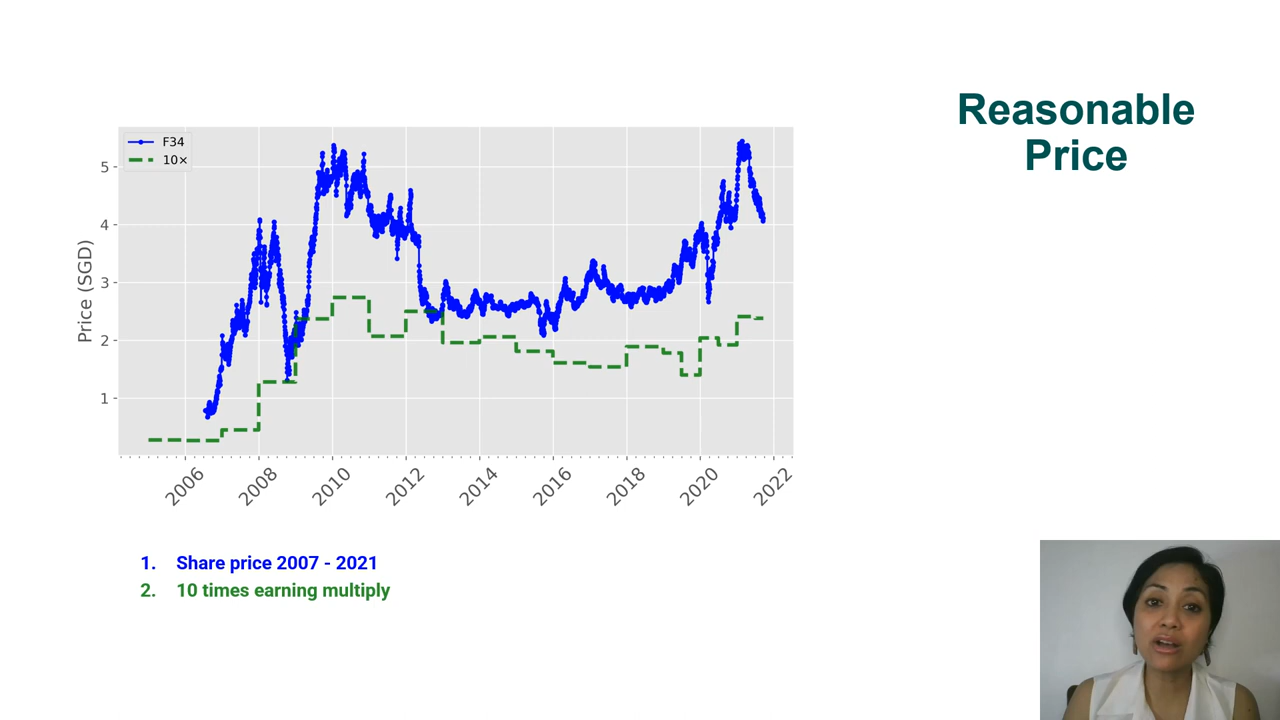 Reasonable
Price
F34
10×
Price (SGD)
5
4
3
2
1
2006
2008
2010
2012
2014
2016
2018
2020
2022
1. Share price 2007 - 2021
2. 10 times earning multiply